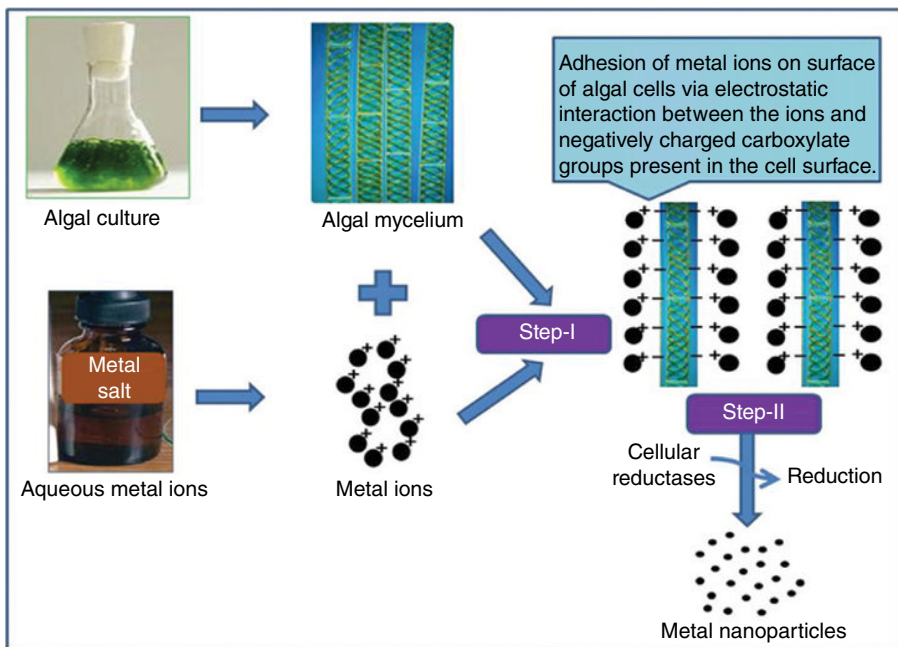 Algal culture
Algal mycelium
Adhesion of metal ions on surface
of algal cells via electrostatic
interaction between the ions and
negatively charged carboxylate
groups present in the cell surface.
Metal
salt
Aqueous metal ions
Metal ions
Step-I
Step-II
Cellular
reductases
Reduction
Metal nanoparticles